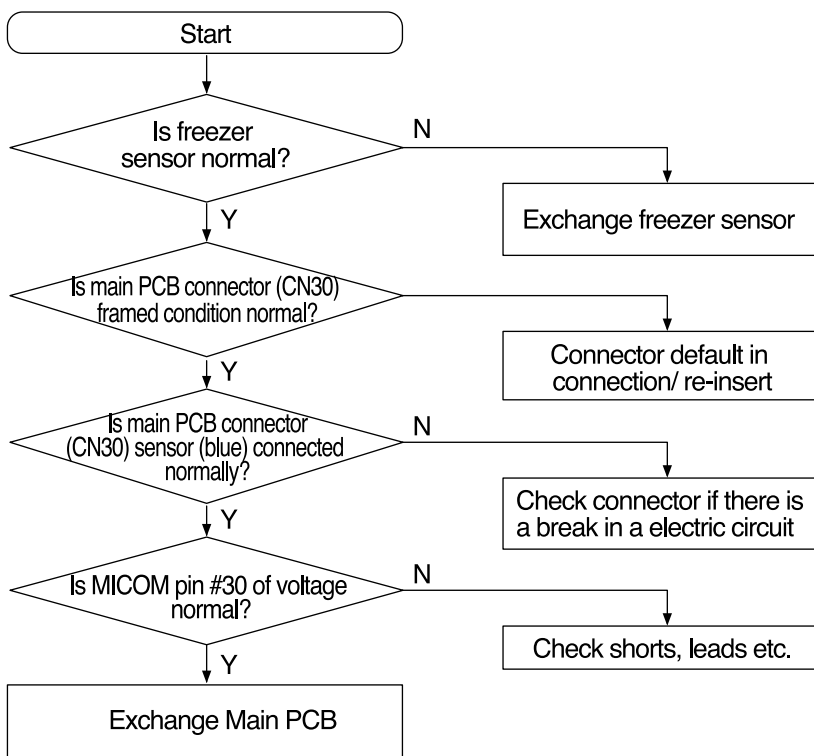 Start
Is freezer
sensor normal?
N
Exchange freezer sensor
Y
Is main PCB connector (CN30)
framed condition normal?
Connector default in
connection/ re-insert
Y
Is main PCB connector
(CN30) sensor (blue) connected
normally?
N
Check connector if there is
a break in a electric circuit
Y
Is MICOM pin #30 of voltage
normal?
N
Check shorts, leads etc.
Y
Exchange Main PCB